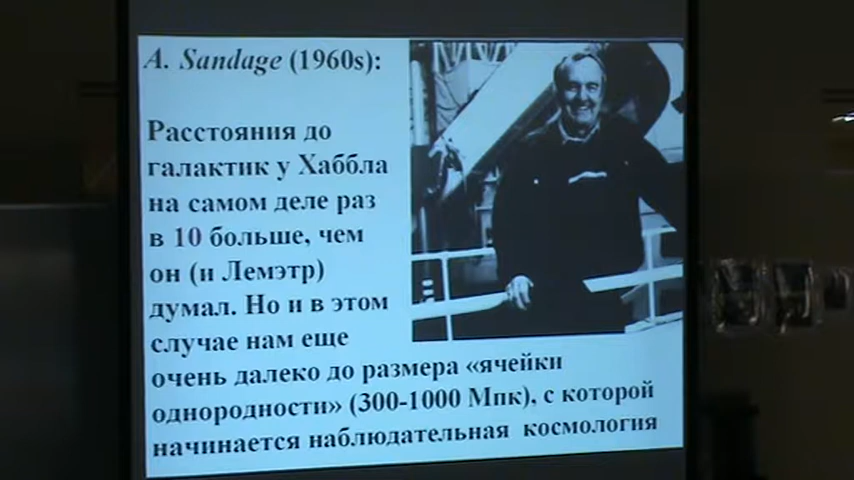 A. Sandage (1960s):
Расстояния до
галактик у Хаббла
на самом деле раз
в 10 больше, чем
он (и Лемэтр)
думал. Но и в этом
случае нам еще
очень далеко до размера «ячейки
однородности» (300-1000 Мпк), с которой
начинается наблюдательная космология